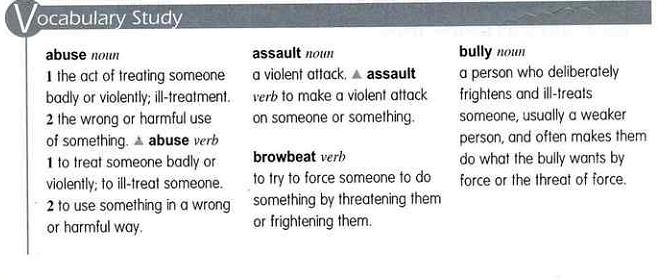 Vocabulary Study
abuse noun
1 the act of treating someone
badly or violently; ill-treatment.
2 the wrong or harmful use
of something. ▲ abuse verb
1 to treat someone badly or
violently; to ill-treat someone.
2 to use something in a wrong
or harmful way.
assault noun
a violent attack. ▲ assault
verb to make a violent attack
on someone or something.
browbeat verb
to try to force someone to do
something by threatening them
or frightening them.
bully noun
a person who deliberately
frightens and ill-treats
someone, usually a weaker
person, and often makes them
do what the bully wants by
force or the threat of force.